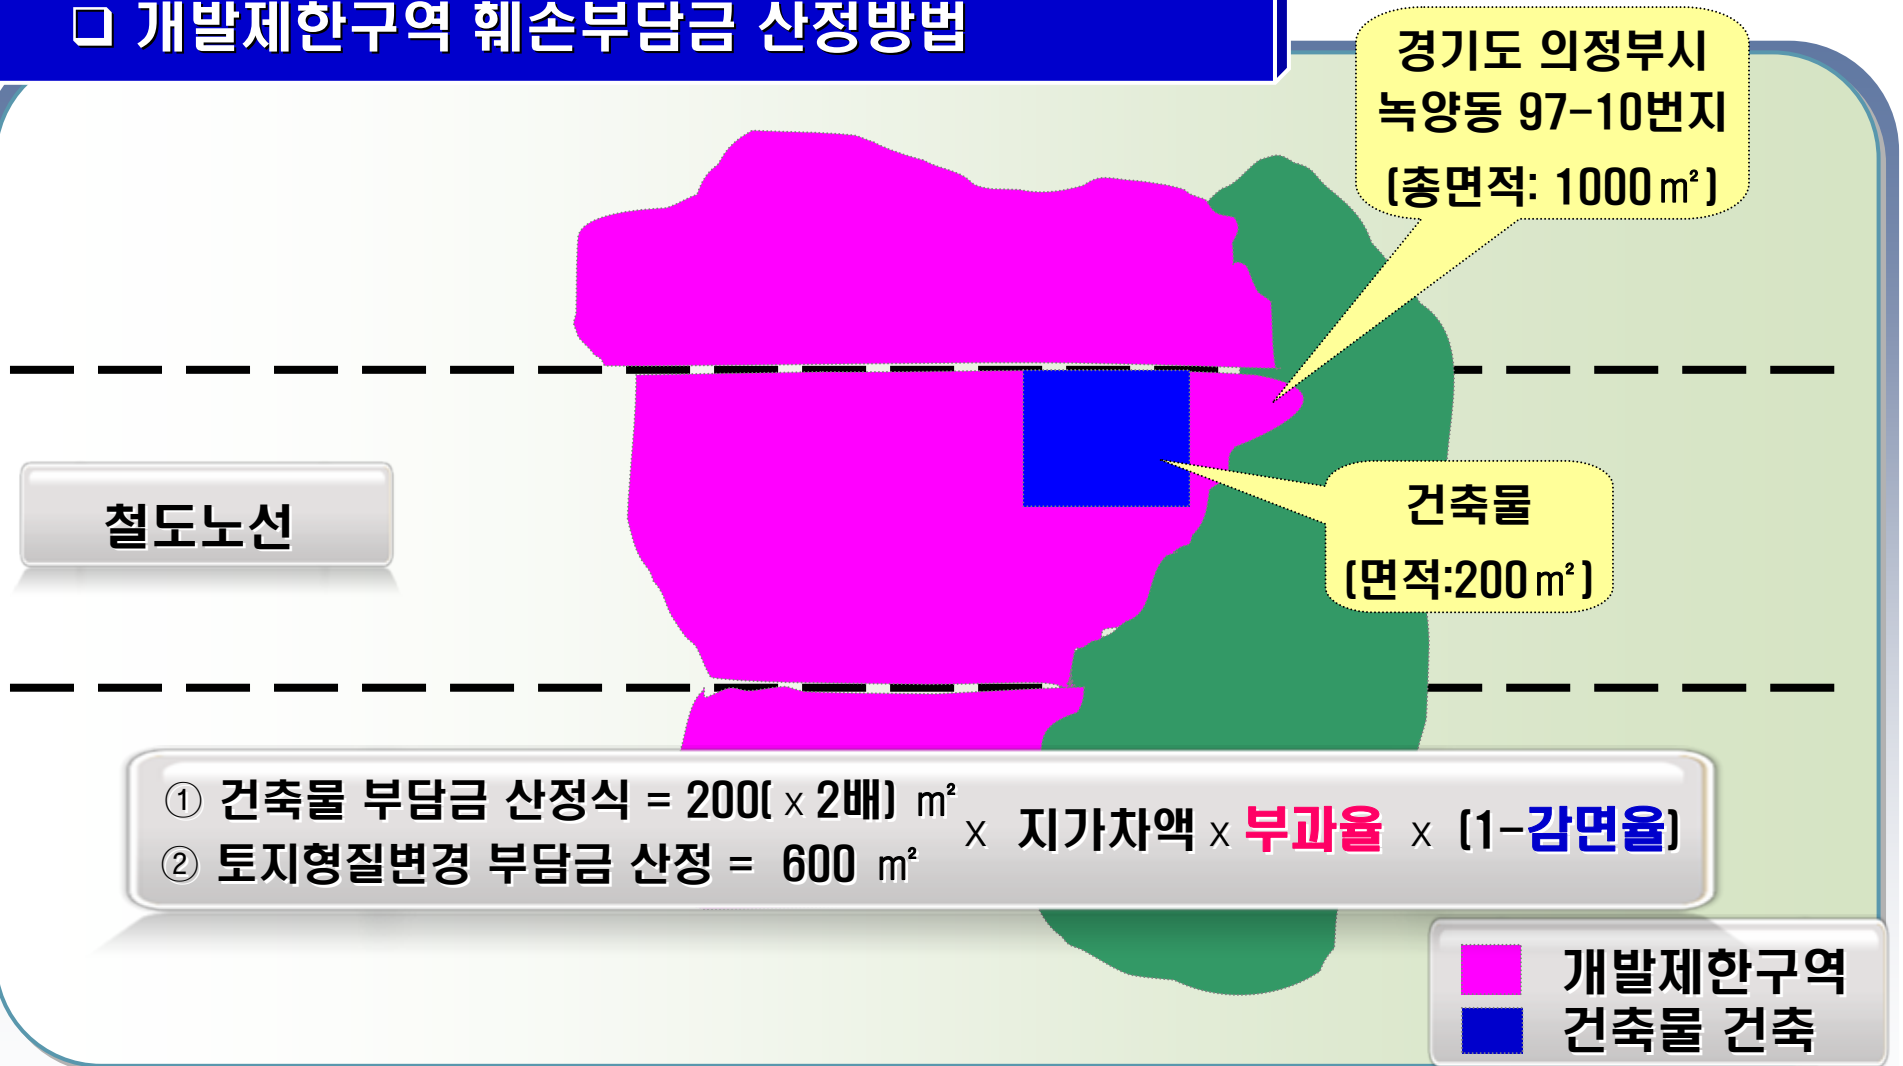 ❑ 개발제한구역 훼손부담금 산정방법
경기도 의정부시
녹양동 97-10번지
(총면적: 1000㎡)
철도노선
건축물
(면적:200㎡)
① 건축물 부담금 산정식 = 200( x 2배) ㎡
② 토지형질변경 부담금 산정 = 600 ㎡
x 지가차액 x 부과율 x (1-감면율)
개발제한구역
건축물 건축